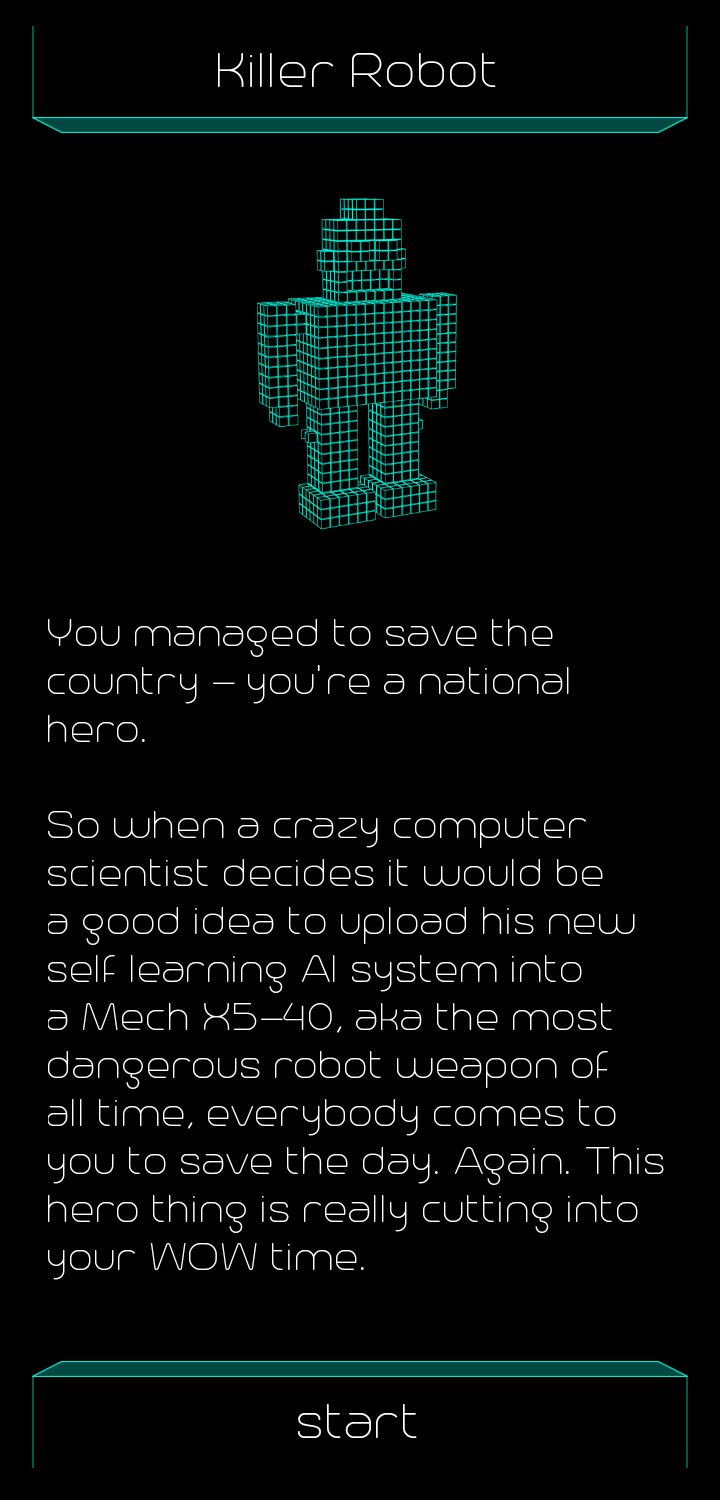 Killer Robot
You managed to save the
country – you're a national
hero.
So when a crazy computer
scientist decides it would be
a good idea to upload his new
self learning AI system into
a Mech X5–40, aka the most
dangerous robot weapon of
all time, everybody comes to
you to save the day. Again. This
hero thing is really cutting into
your WOW time.
start